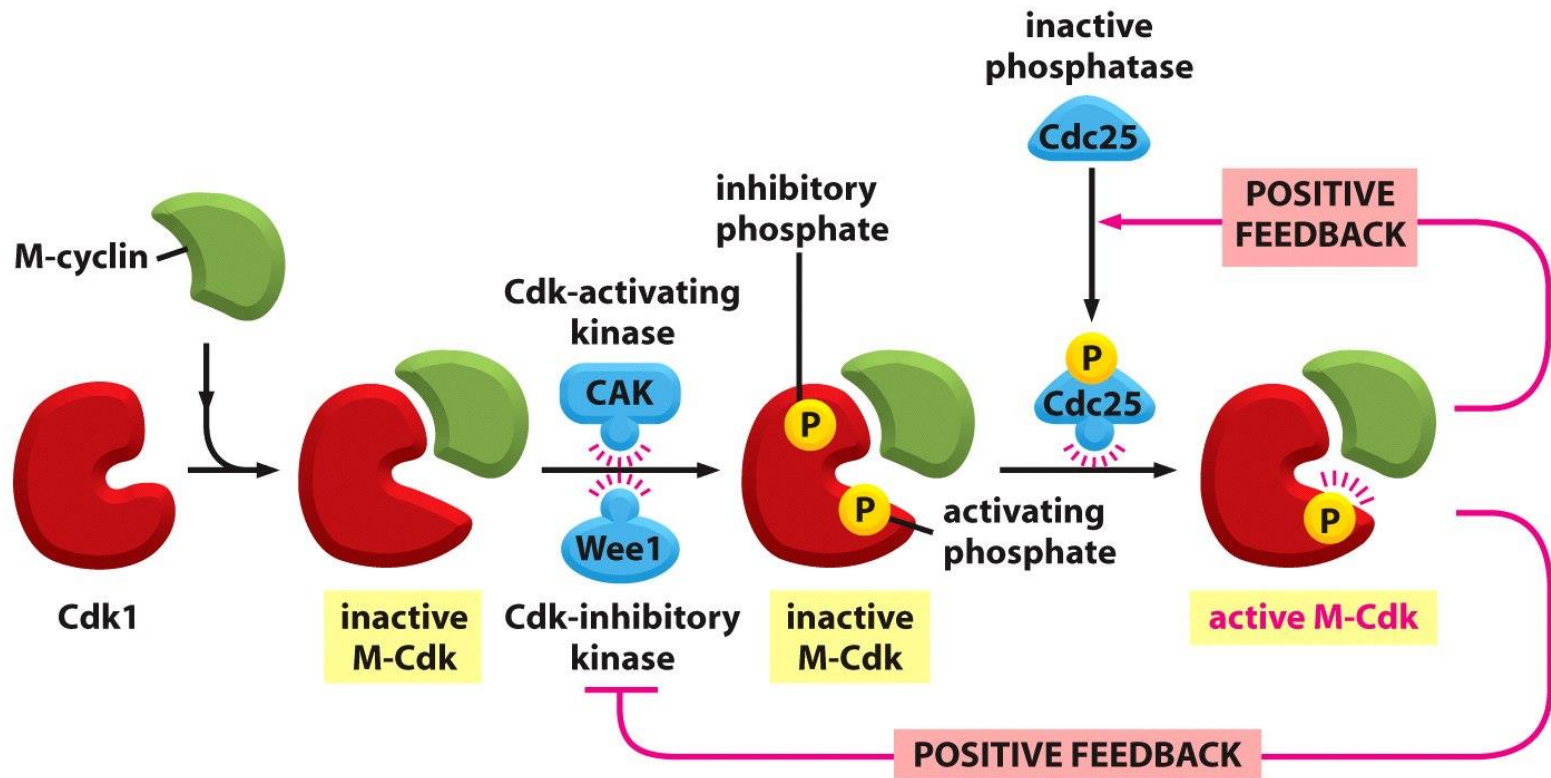 inactive
phosphatase
Cdc25
POSITIVE
FEEDBACK
inhibitory
phosphate
M-cyclin
Cdk-activating
kinase
CAK
P
P
Cdc25
Wee1
P
activating
phosphate
P
Cdk1
inactive
M-Cdk
Cdk-inhibitory
kinase
inactive
M-Cdk
active M-Cdk
POSITIVE FEEDBACK